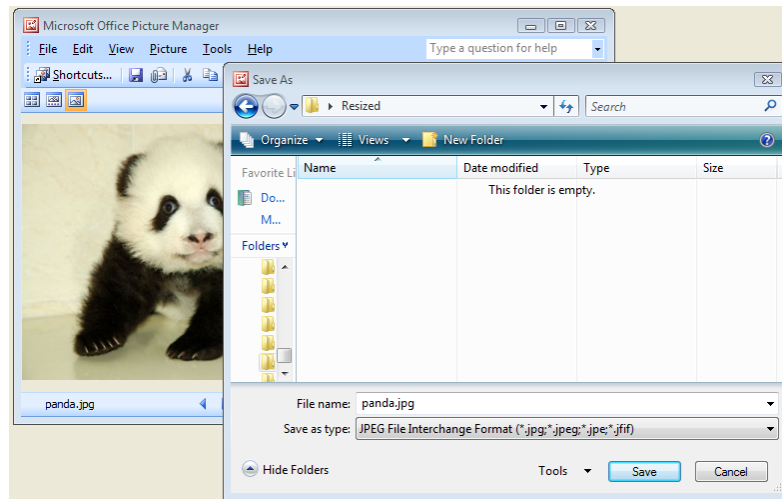 Microsoft Office Picture Manager
File Edit View Picture Tools Help
Type a question for help
Shortcuts...
panda.jpg
Save As
Resized
Search
Organize Views New Folder
Favorite Li
Do...
M...
Folders
Name Date modified Type Size
This folder is empty.
File name: panda.jpg
Save as type: JPEG File Interchange Format (*.jpg;*.jpeg;*.jpe;*.jfif)
Hide Folders
Tools Save Cancel